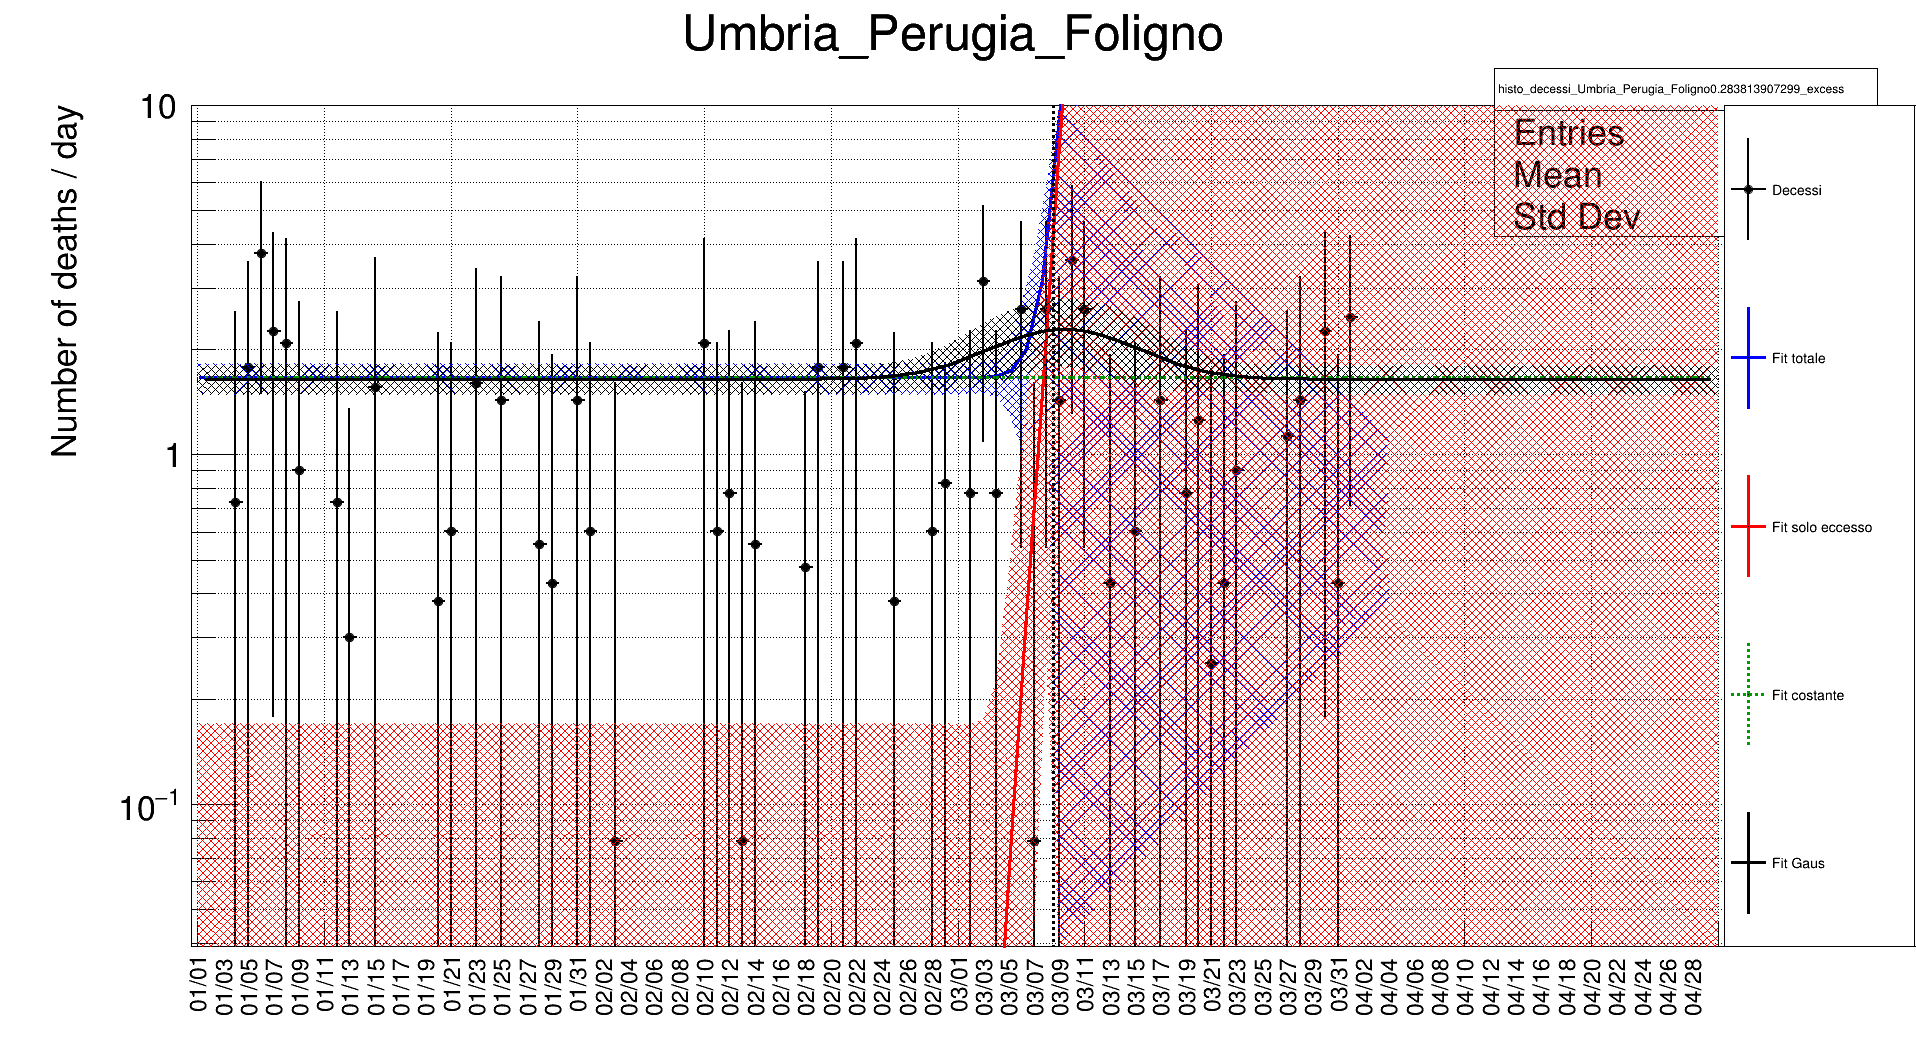 Umbria_Perugia_Foligno
histo_decessi_Umbria_Perugia_Foligno0.283813907299_excess
Entries
Mean
Std Dev
Number of deaths / day
10
1
10−1
Decessi
Fit totale
Fit solo eccesso
Fit costante
Fit Gaus
01/01 01/03 01/05 01/07 01/09 01/11 01/13 01/15 01/17 01/19 01/21 01/23 01/25 01/27 01/29 01/31 02/02 02/04 02/06 02/08 02/10 02/12 02/14 02/16 02/18 02/20 02/22 02/24 02/26 02/28 03/01 03/03 03/05 03/07 03/09 03/11 03/13 03/15 03/17 03/19 03/21 03/23 03/25 03/27 03/29 03/31 04/02 04/04 04/06 04/08 04/10 04/12 04/14 04/16 04/18 04/20 04/22 04/24 04/26 04/28